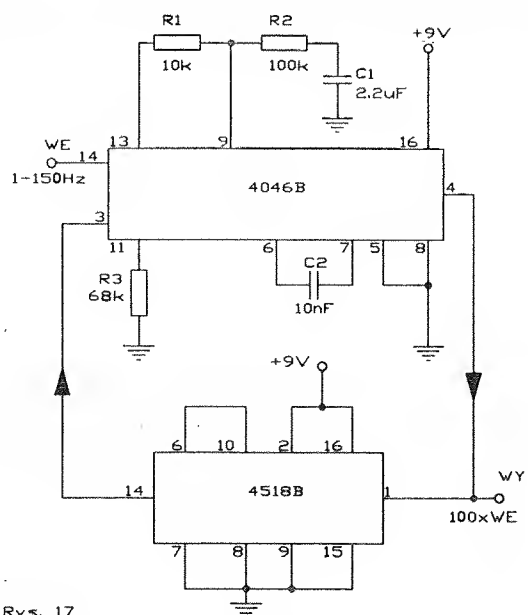 R1
R2
+9V
10k
100k
C1
2.2uF
WE
13
9
16
14
4046B
4
1-150Hz
3
11
6
7
5
8
C2
R3
68k
10nF
+9V
6
10
2
16
WY
14
4518B
1
100xWE
7
8
9
15
Rys. 17